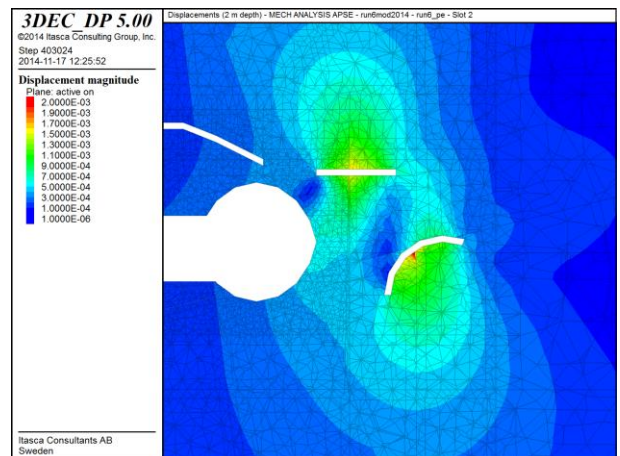 3DEC_DP 5.00
©2014 Itasca Consulting Group, Inc.
Step 403024
2014-11-17 12:25:52
Displacement magnitude
Plane: active on
2.0000E-03
1.9000E-03
1.7000E-03
1.5000E-03
1.3000E-03
1.1000E-03
9.0000E-04
7.0000E-04
5.0000E-04
3.0000E-04
1.0000E-04
1.0000E-06
Itasca Consultants AB
Sweden
Displacements (2 m depth) - MECH ANALYSIS APSE - run6mod2014 - run6_pe - Slot 2